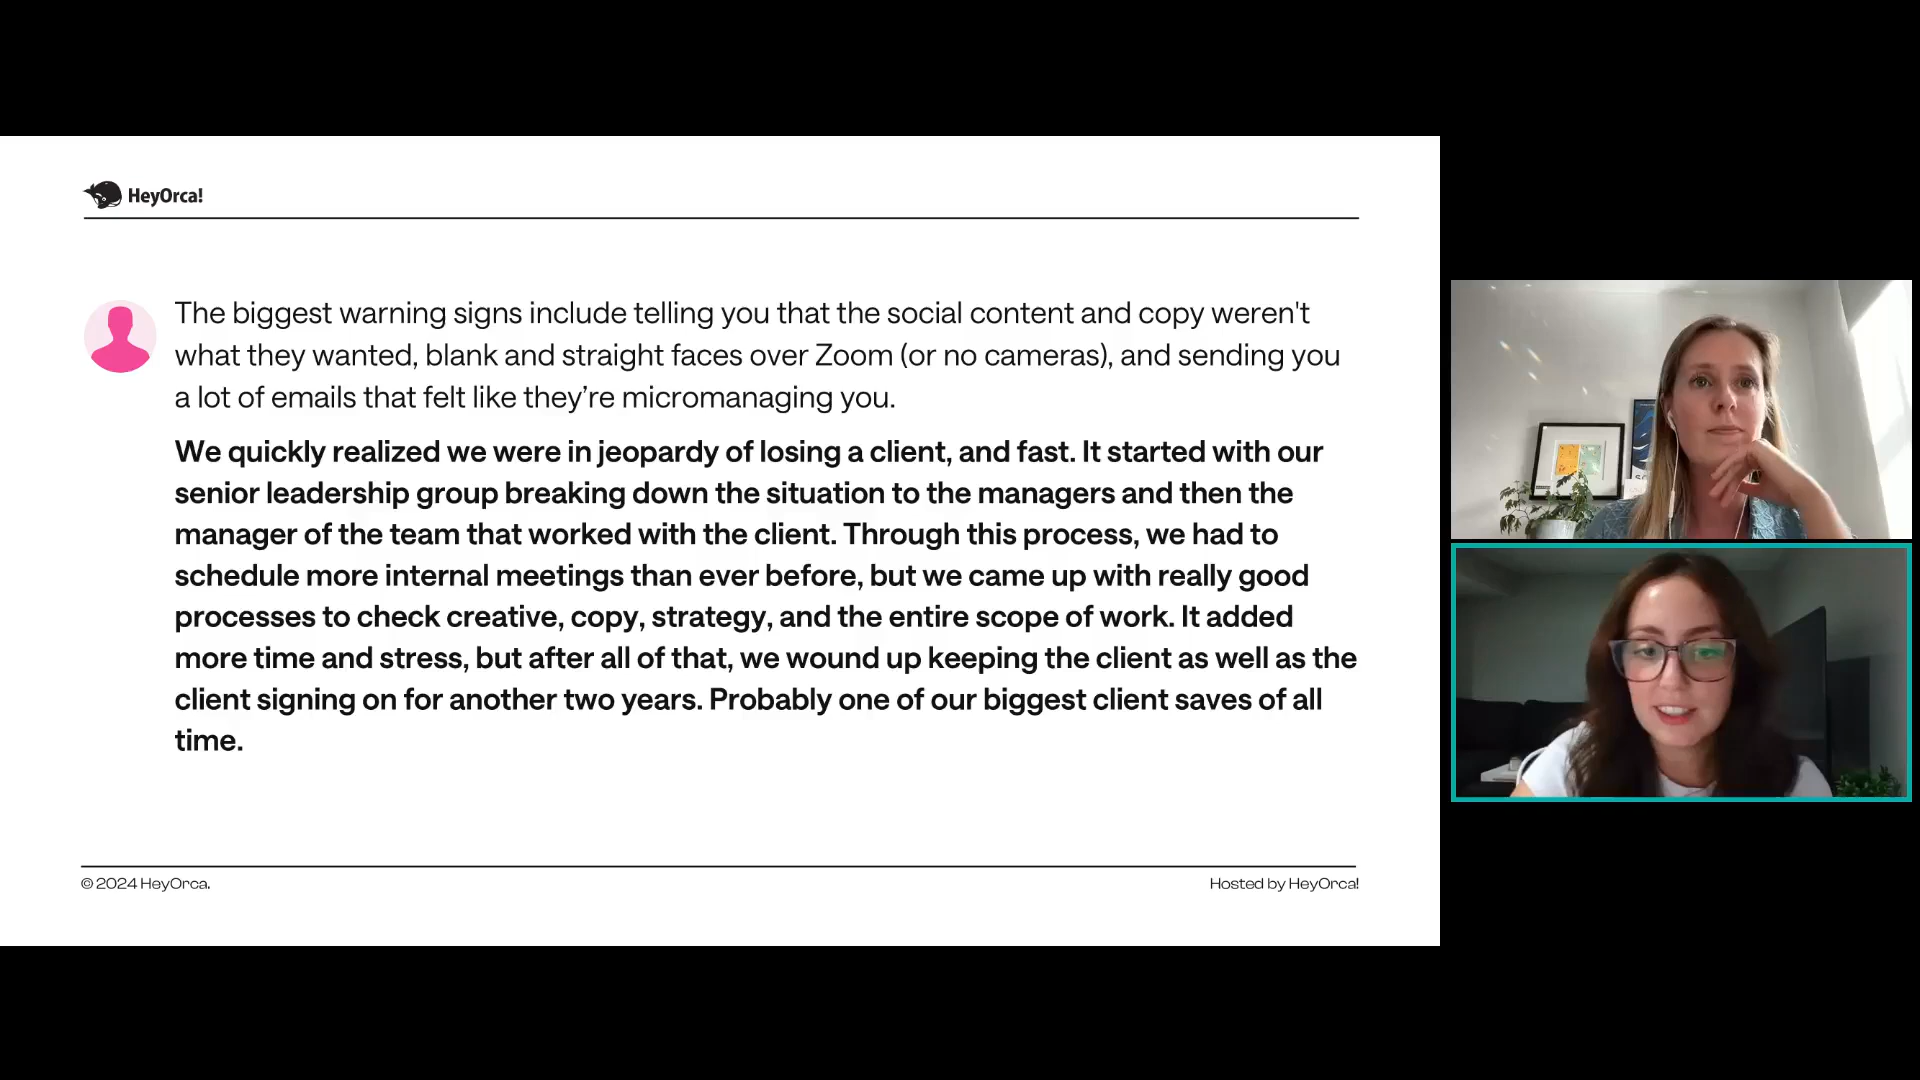 HeyOrca!
The biggest warning signs include telling you that the social content and copy weren't
what they wanted, blank and straight faces over Zoom (or no cameras), and sending you
a lot of emails that felt like they’re micromanaging you.
We quickly realized we were in jeopardy of losing a client, and fast. It started with our
senior leadership group breaking down the situation to the managers and then the
manager of the team that worked with the client. Through this process, we had to
schedule more internal meetings than ever before, but we came up with really good
processes to check creative, copy, strategy, and the entire scope of work. It added
more time and stress, but after all of that, we wound up keeping the client as well as the
client signing on for another two years. Probably one of our biggest client saves of all
time.
© 2024 HeyOrca.
Hosted by HeyOrca!